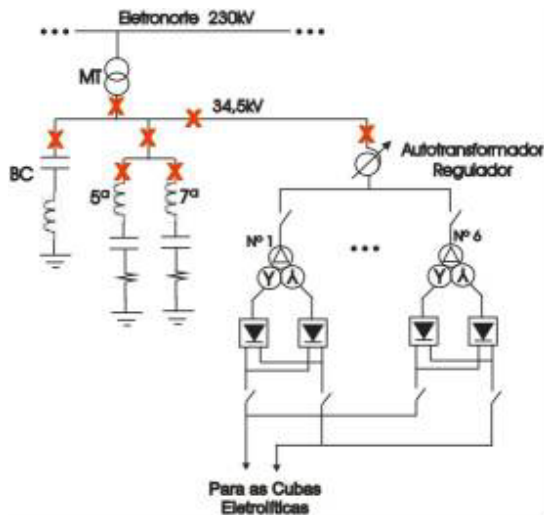 Eletronorte 230kV
MT
34,5kV
Autotransformador
Regulador
BC
5ª
7ª
Nº 1
Nº 6
Para as Cubas
Eletrolíticas